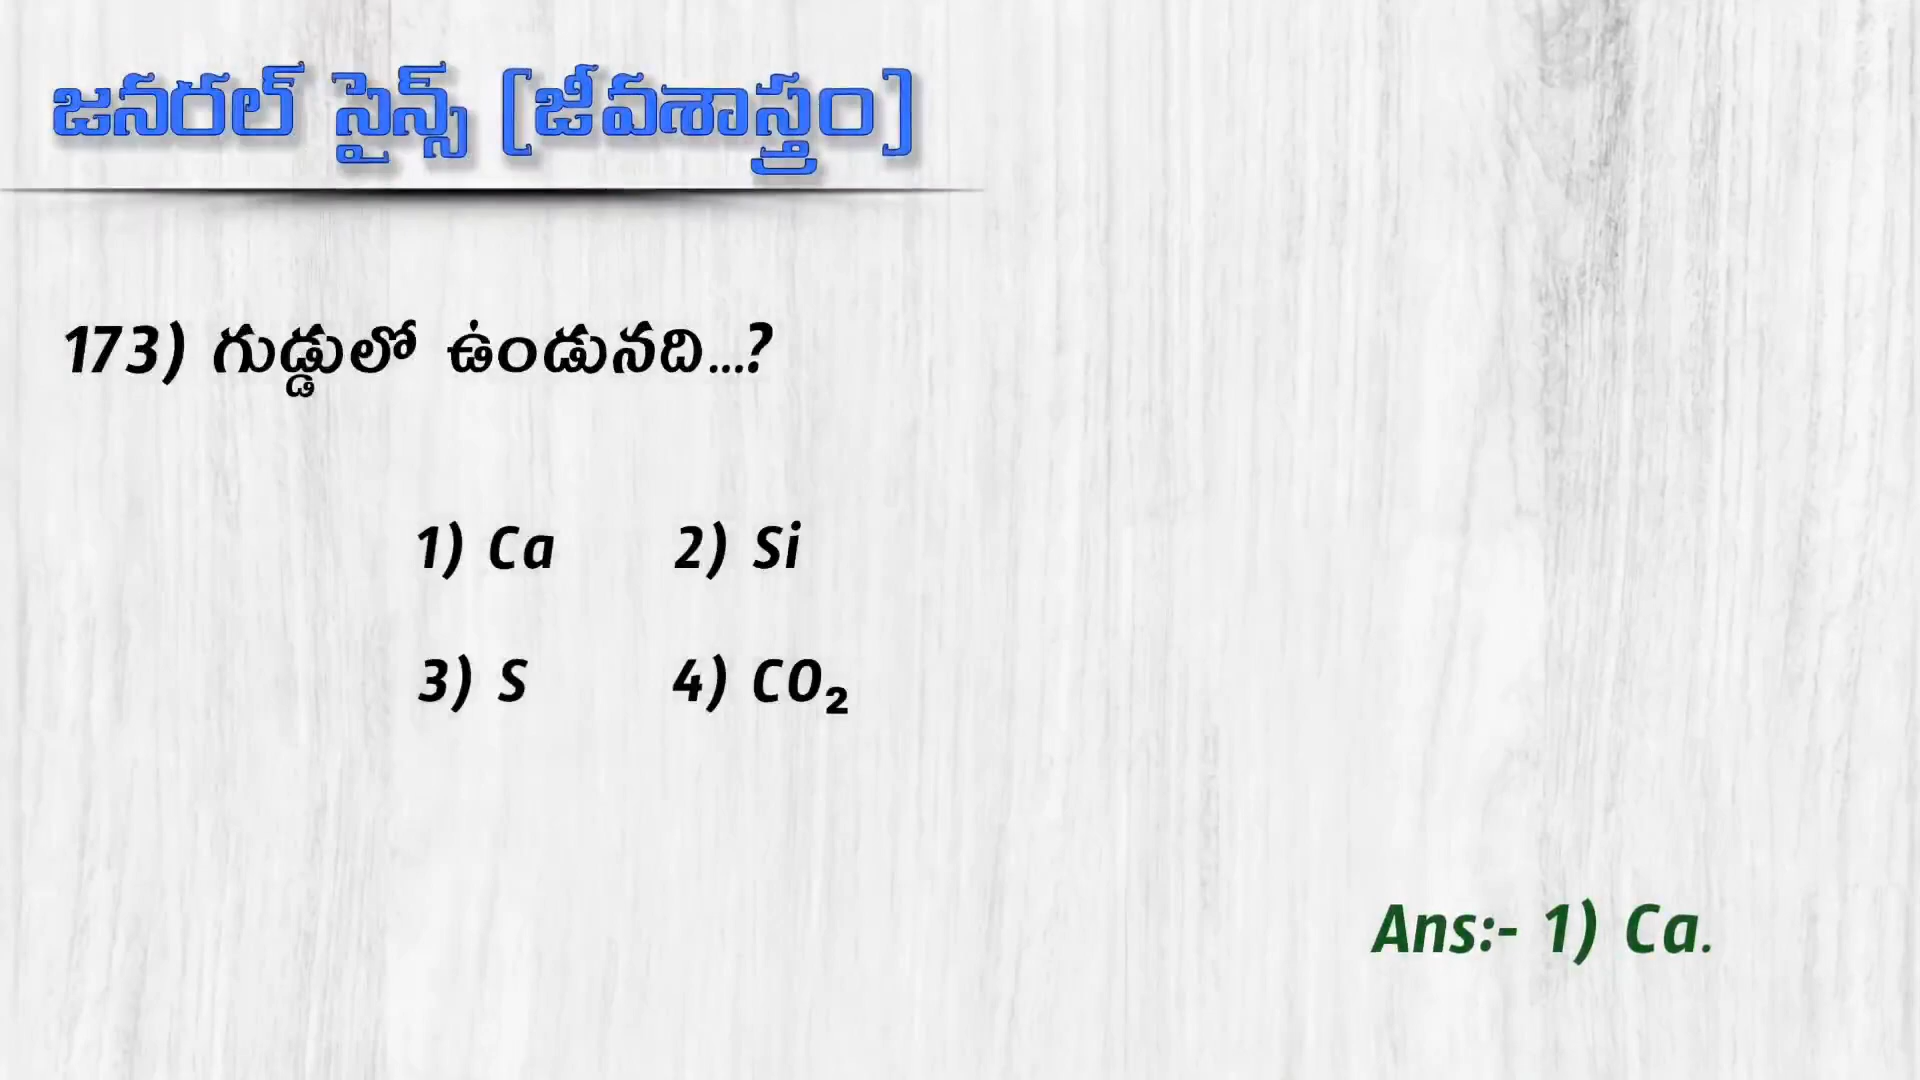 జనరల్ సైన్స్ [జీవశాస్త్రం]
173) గుడ్డులో ఉండునది...?
1) Ca 2) Si
3) S 4) CO₂
Ans:- 1) Ca.